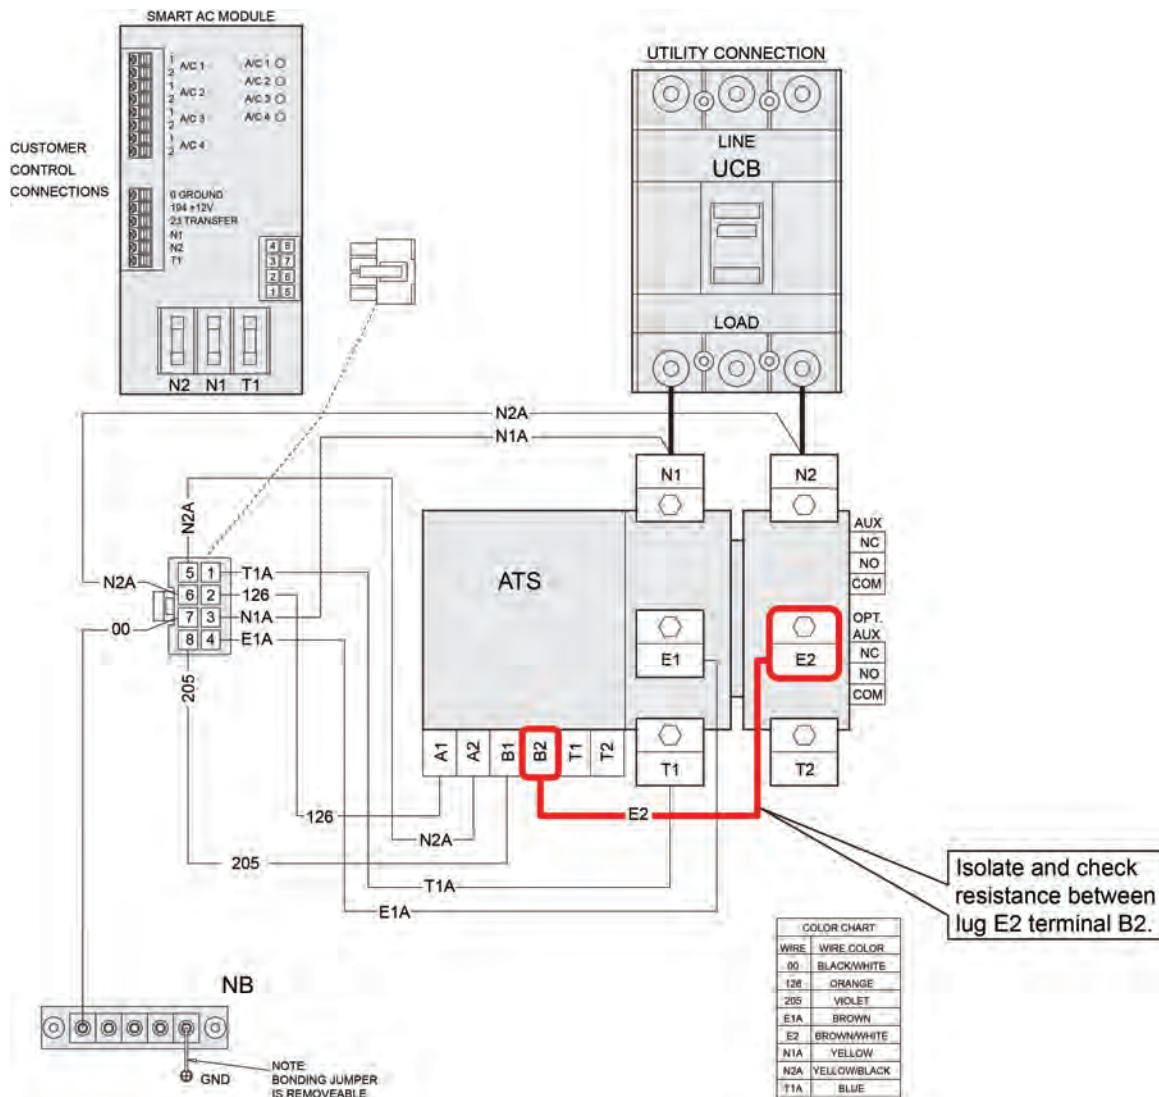 SMART AC MODULE
1
2
A/C 1
1
2
A/C 2
1
2
A/C 3
1
2
A/C 4
A/C 1
A/C 2
A/C 3
A/C 4
CUSTOMER
CONTROL
CONNECTIONS
0 GROUND
194 +12V
23 TRANSFER
N1
N2
T1
4 8
3 7
2 6
1 5
N2 N1 T1
UTILITY CONNECTION
LINE
UCB
LOAD
N2A
N1A
N2A
N2A
00
5 1
6 2
7 3
8 4
T1A
126
N1A
E1A
205
ATS
N1
N2
E1
E2
T1
T2
AUX
NC
NO
COM
OPT.
AUX
NC
NO
COM
A1
A2
B1
B2
T1
T2
126
N2A
205
T1A
E1A
E2
Isolate and check
resistance between
lug E2 terminal B2.
COLOR CHART
WIRE WIRE COLOR
00 BLACK/WHITE
126 ORANGE
205 VIOLET
E1A BROWN
E2 BROWN/WHITE
N1A YELLOW
N2A YELLOW/BLACK
T1A BLUE
NB
GND
NOTE:
BONDING JUMPER
IS REMOVEABLE